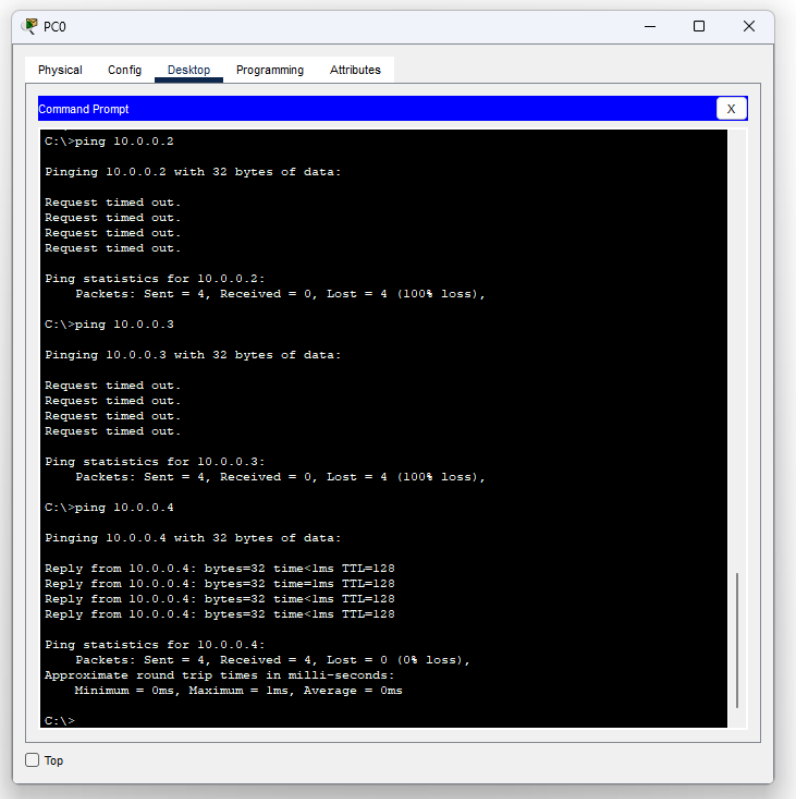 PC0
Physical Config Desktop Programming Attributes
Command Prompt
X
C:\>ping 10.0.0.2
Pinging 10.0.0.2 with 32 bytes of data:
Request timed out.
Request timed out.
Request timed out.
Request timed out.
Ping statistics for 10.0.0.2:
Packets: Sent = 4, Received = 0, Lost = 4 (100% loss),
C:\>ping 10.0.0.3
Pinging 10.0.0.3 with 32 bytes of data:
Request timed out.
Request timed out.
Request timed out.
Request timed out.
Ping statistics for 10.0.0.3:
Packets: Sent = 4, Received = 0, Lost = 4 (100% loss),
C:\>ping 10.0.0.4
Pinging 10.0.0.4 with 32 bytes of data:
Reply from 10.0.0.4: bytes=32 time<1ms TTL=128
Reply from 10.0.0.4: bytes=32 time=1ms TTL=128
Reply from 10.0.0.4: bytes=32 time<1ms TTL=128
Reply from 10.0.0.4: bytes=32 time<1ms TTL=128
Ping statistics for 10.0.0.4:
Packets: Sent = 4, Received = 4, Lost = 0 (0% loss),
Approximate round trip times in milli-seconds:
Minimum = 0ms, Maximum = 1ms, Average = 0ms
C:\>
Top